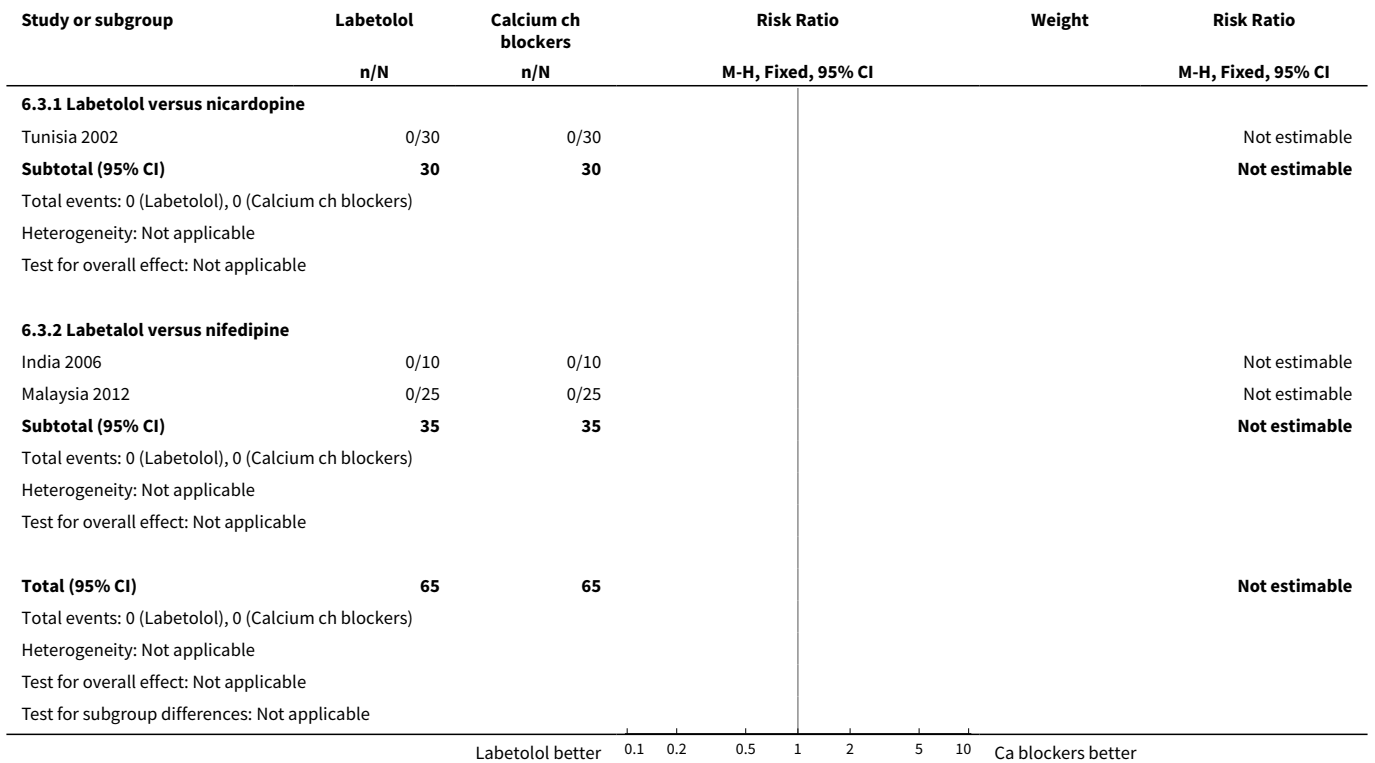 Study or subgroup Labetolol Calcium ch blockers Risk Ratio Weight Risk Ratio
n/N n/N M-H, Fixed, 95% CI M-H, Fixed, 95% CI
6.3.1 Labetolol versus nicardopine
Tunisia 2002 0/30 0/30 Not estimable
Subtotal (95% CI) 30 30 Not estimable
Total events: 0 (Labetolol), 0 (Calcium ch blockers)
Heterogeneity: Not applicable
Test for overall effect: Not applicable
6.3.2 Labetalol versus nifedipine
India 2006 0/10 0/10 Not estimable
Malaysia 2012 0/25 0/25 Not estimable
Subtotal (95% CI) 35 35 Not estimable
Total events: 0 (Labetolol), 0 (Calcium ch blockers)
Heterogeneity: Not applicable
Test for overall effect: Not applicable
Total (95% CI) 65 65 Not estimable
Total events: 0 (Labetolol), 0 (Calcium ch blockers)
Heterogeneity: Not applicable
Test for overall effect: Not applicable
Test for subgroup differences: Not applicable
Labetolol better 0.1 0.2 0.5 1 2 5 10 Ca blockers better